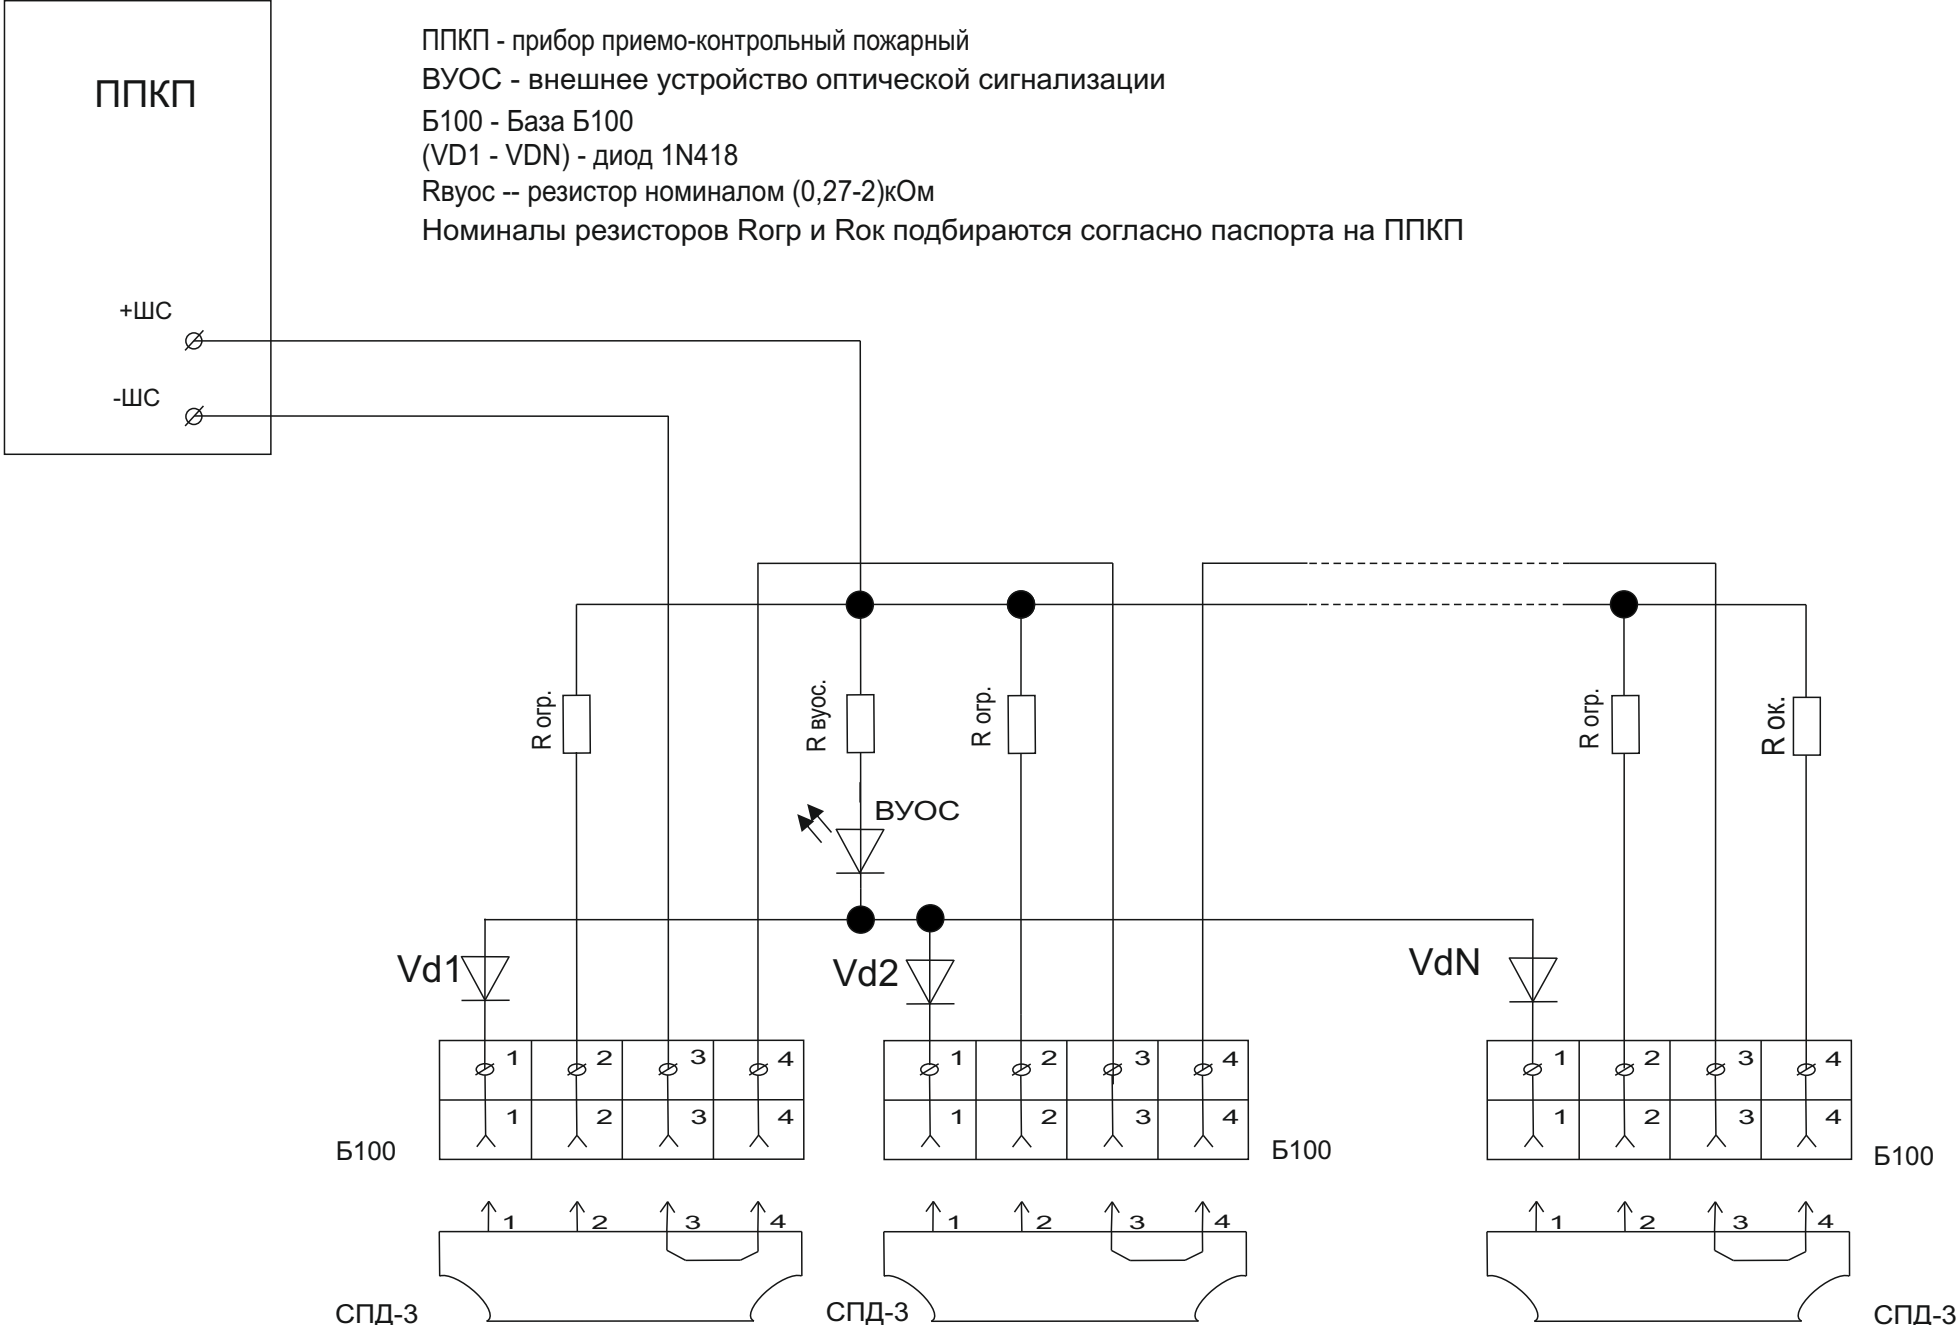 ППКП
ППКП - прибор приемо-контрольный пожарный
ВУОС - внешнее устройство оптической сигнализации
Б100 - База Б100
(VD1 - VDN) - диод 1N418
Rвуос -- резистор номиналом (0,27-2)кОм
Номиналы резисторов Rогр и Rок подбираются согласно паспорта на ППКП
+ШС
-ШС
R огр.
R вуос.
R огр.
R огр.
R ок.
ВУОС
Vd1
Vd2
VdN
1 2 3 4
1 2 3 4
1 2 3 4
1 2 3 4
1 2 3 4
1 2 3 4
Б100
Б100
Б100
1 2 3 4
1 2 3 4
1 2 3 4
СПД-3
СПД-3
СПД-3